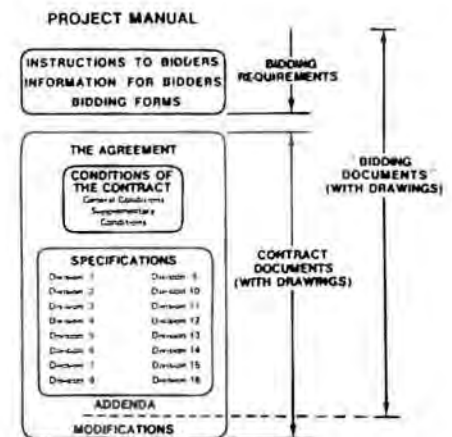 PROJECT MANUAL
INSTRUCTIONS TO BIDDERS
INFORMATION FOR BIDDERS
BIDDING FORMS
BIDDING
REQUIREMENTS
THE AGREEMENT
CONDITIONS OF
THE CONTRACT
General Conditions
Supplementary
Conditions
BIDDING
DOCUMENTS
(WITH DRAWINGS)
SPECIFICATIONS
Division 1 Division 9
Division 2 Division 10
Division 3 Division 11
Division 4 Division 12
Division 5 Division 13
Division 6 Division 14
Division 7 Division 15
Division 8 Division 16
CONTRACT
DOCUMENTS
(WITH DRAWINGS)
ADDENDA
MODIFICATIONS